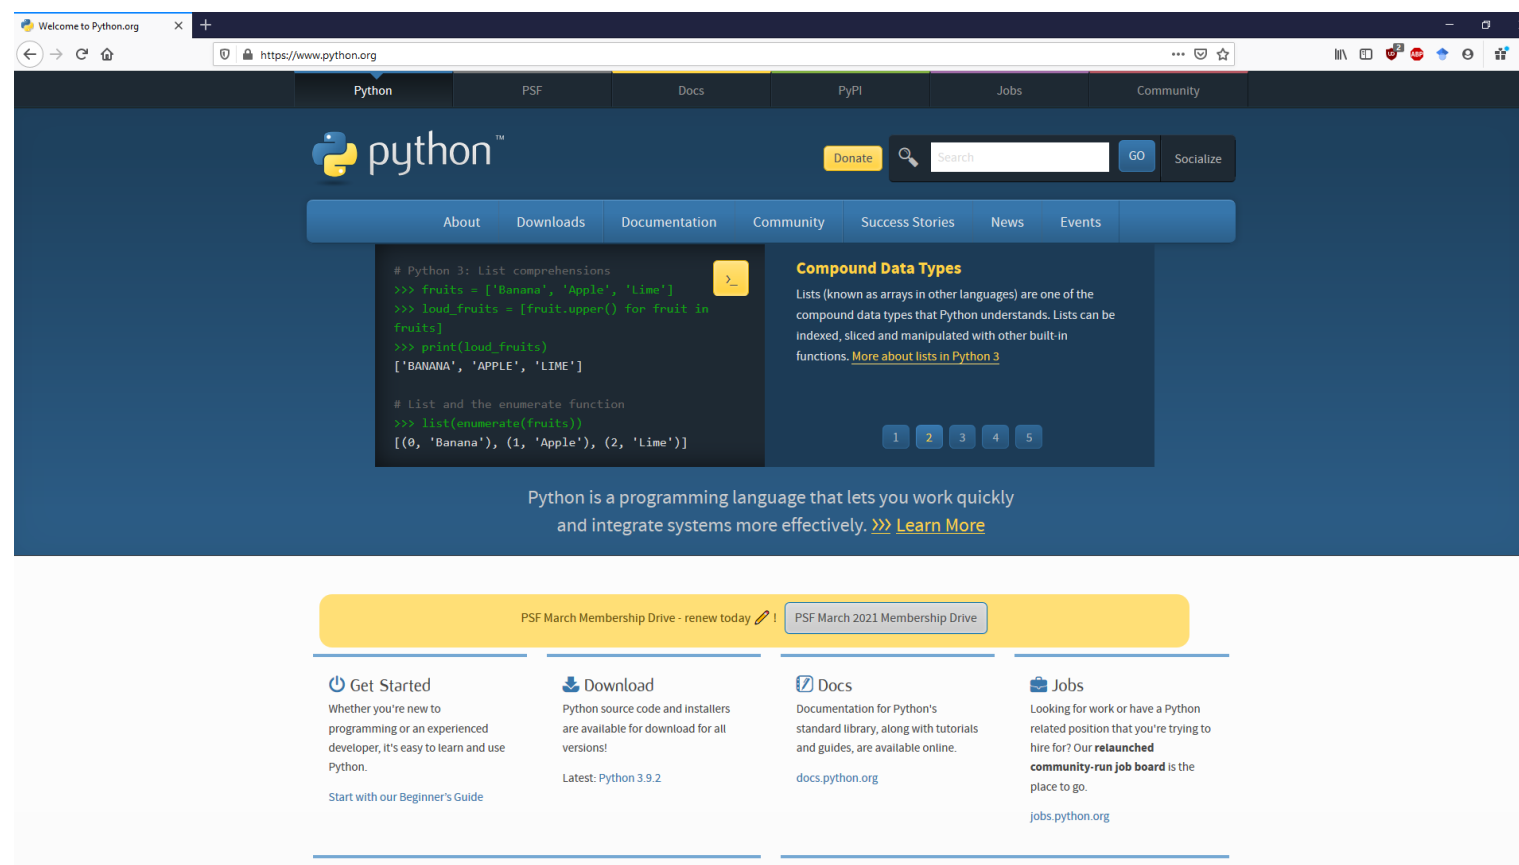 Welcome to Python.org
https://www.python.org
2
ABP
Python
PSF
Docs
PyPI
Jobs
Community
python™
Donate
Search
GO
Socialize
About
Downloads
Documentation
Community
Success Stories
News
Events
# Python 3: List comprehensions
>>> fruits = ['Banana', 'Apple', 'Lime']
>>> loud_fruits = [fruit.upper() for fruit in
fruits]
>>> print(loud_fruits)
['BANANA', 'APPLE', 'LIME']
# List and the enumerate function
>>> list(enumerate(fruits))
[(0, 'Banana'), (1, 'Apple'), (2, 'Lime')]
>_
Compound Data Types
Lists (known as arrays in other languages) are one of the
compound data types that Python understands. Lists can be
indexed, sliced and manipulated with other built-in
functions. More about lists in Python 3
1
2
3
4
5
Python is a programming language that lets you work quickly
and integrate systems more effectively. >>> Learn More
PSF March Membership Drive - renew today !
PSF March 2021 Membership Drive
Get Started
Whether you're new to
programming or an experienced
developer, it's easy to learn and use
Python.
Start with our Beginner's Guide
Download
Python source code and installers
are available for download for all
versions!
Latest: Python 3.9.2
Docs
Documentation for Python's
standard library, along with tutorials
and guides, are available online.
docs.python.org
Jobs
Looking for work or have a Python
related position that you're trying to
hire for? Our relaunched
community-run job board is the
place to go.
jobs.python.org